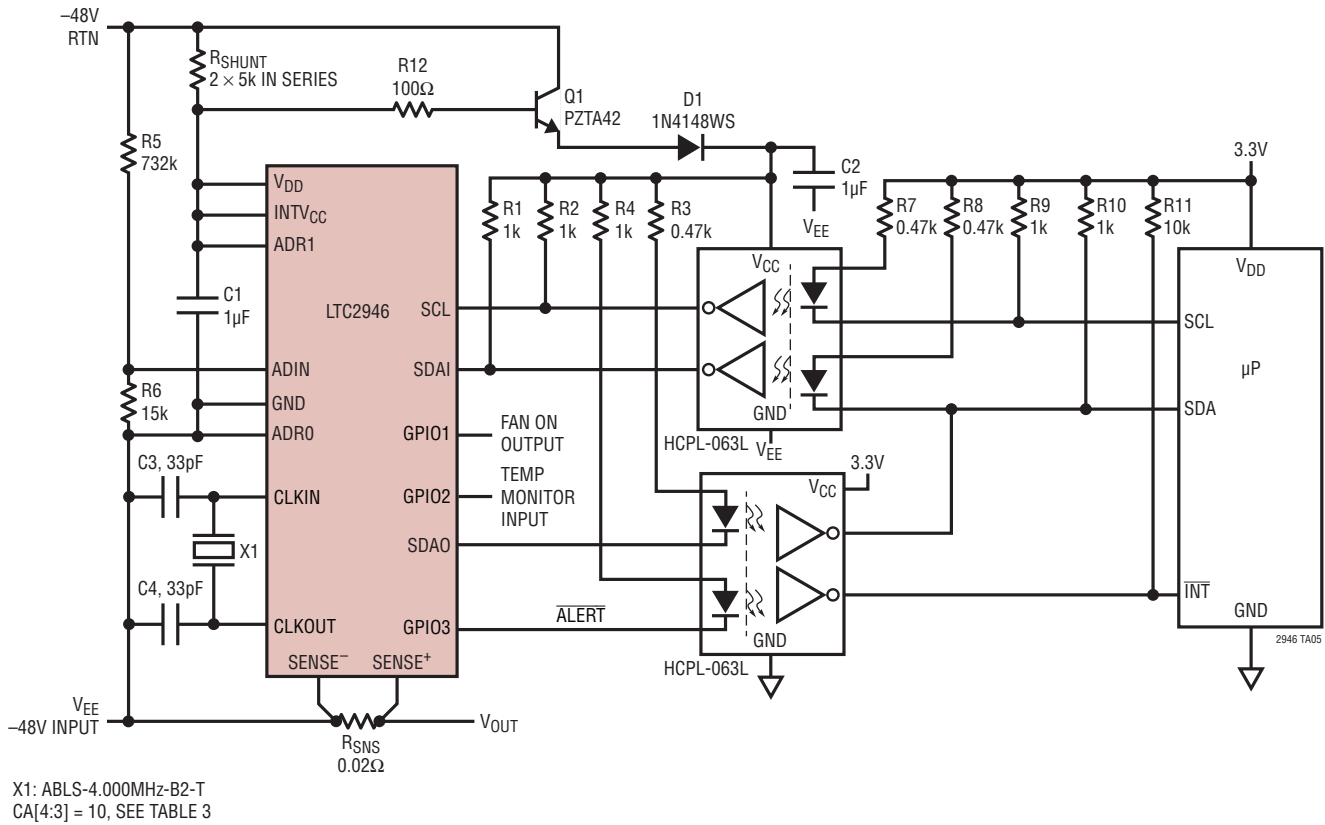 –48V
RTN
RSHUNT
2 × 5k IN SERIES
R12
100Ω
Q1
PZTA42
D1
1N4148WS
R5
732k
C2
1µF
VEE
3.3V
VDD
INTVCC
ADR1
R1
1k
R2
1k
R4
1k
R3
0.47k
R7
0.47k
R8
0.47k
R9
1k
R10
1k
R11
10k
VCC
VDD
C1
1µF
LTC2946
SCL
SCL
ADIN
SDAI
µP
R6
15k
GND
GND
SDA
ADR0
GPIO1
FAN ON
OUTPUT
HCPL-063L
VEE
C3, 33pF
CLKIN
GPIO2
TEMP
MONITOR
INPUT
VCC
3.3V
X1
SDAO
C4, 33pF
CLKOUT
GPIO3
ALERT
INT
GND
GND
2946 TA05
SENSE–
SENSE+
HCPL-063L
VEE
–48V INPUT
VOUT
RSNS
0.02Ω
X1: ABLS-4.000MHz-B2-T
CA[4:3] = 10, SEE TABLE 3